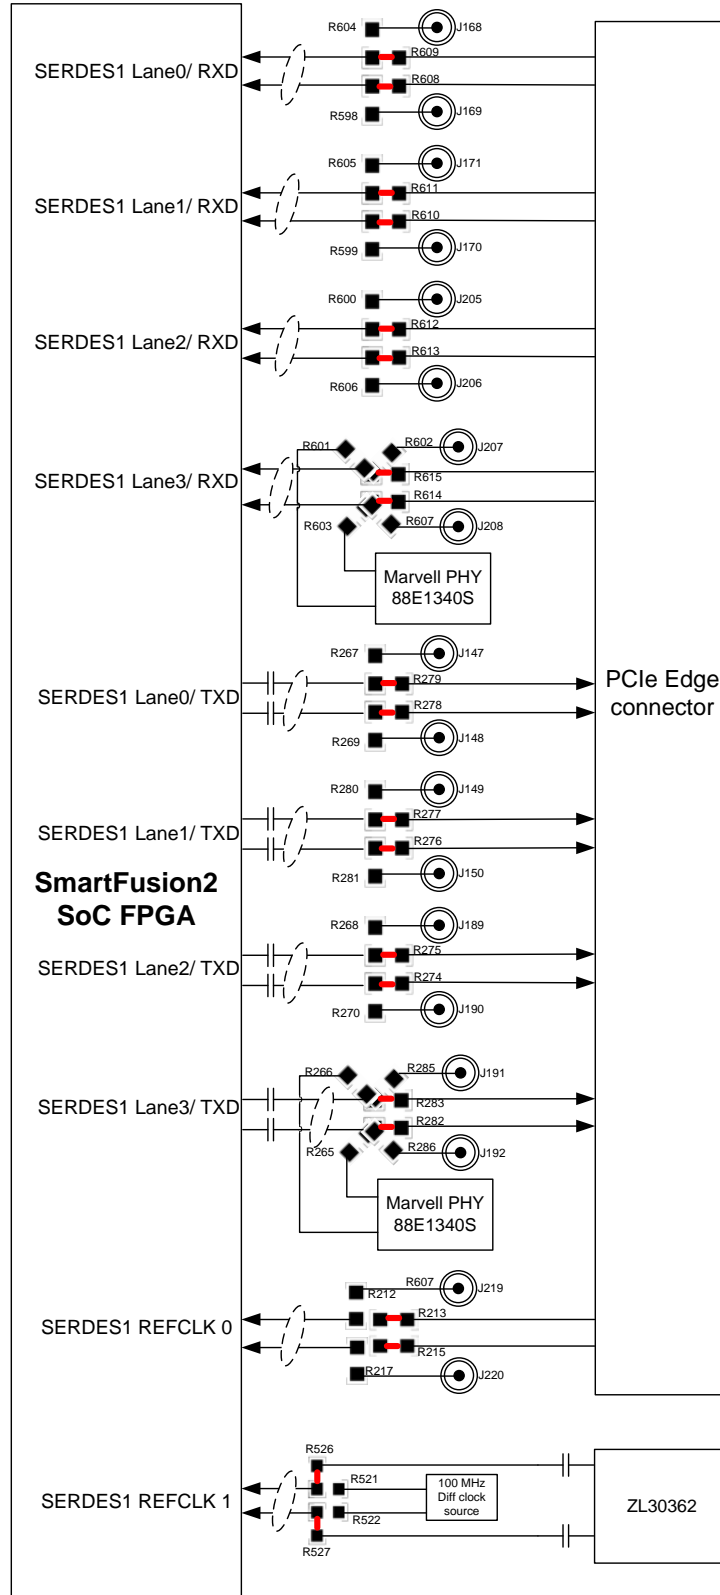 R604
J168
R609
SERDES1 Lane0/ RXD
R608
R598
J169
R605
J171
R611
SERDES1 Lane1/ RXD
R610
R599
J170
R600
J205
R612
SERDES1 Lane2/ RXD
R613
R606
J206
R601
R602
J207
SERDES1 Lane3/ RXD
R615
R614
R603
R607
J208
Marvell PHY
88E1340S
R267
J147
R279
SERDES1 Lane0/ TXD
R278
R269
J148
PCIe Edge
connector
R280
J149
R277
SERDES1 Lane1/ TXD
R276
R281
J150
SmartFusion2
SoC FPGA
R268
J189
R275
SERDES1 Lane2/ TXD
R274
R270
J190
R266
R285
J191
SERDES1 Lane3/ TXD
R283
R282
R265
R286
J192
Marvell PHY
88E1340S
R607
J219
R212
R213
SERDES1 REFCLK 0
R215
R217
J220
R526
R521
SERDES1 REFCLK 1
100 MHz
Diff clock
source
R522
R527
ZL30362